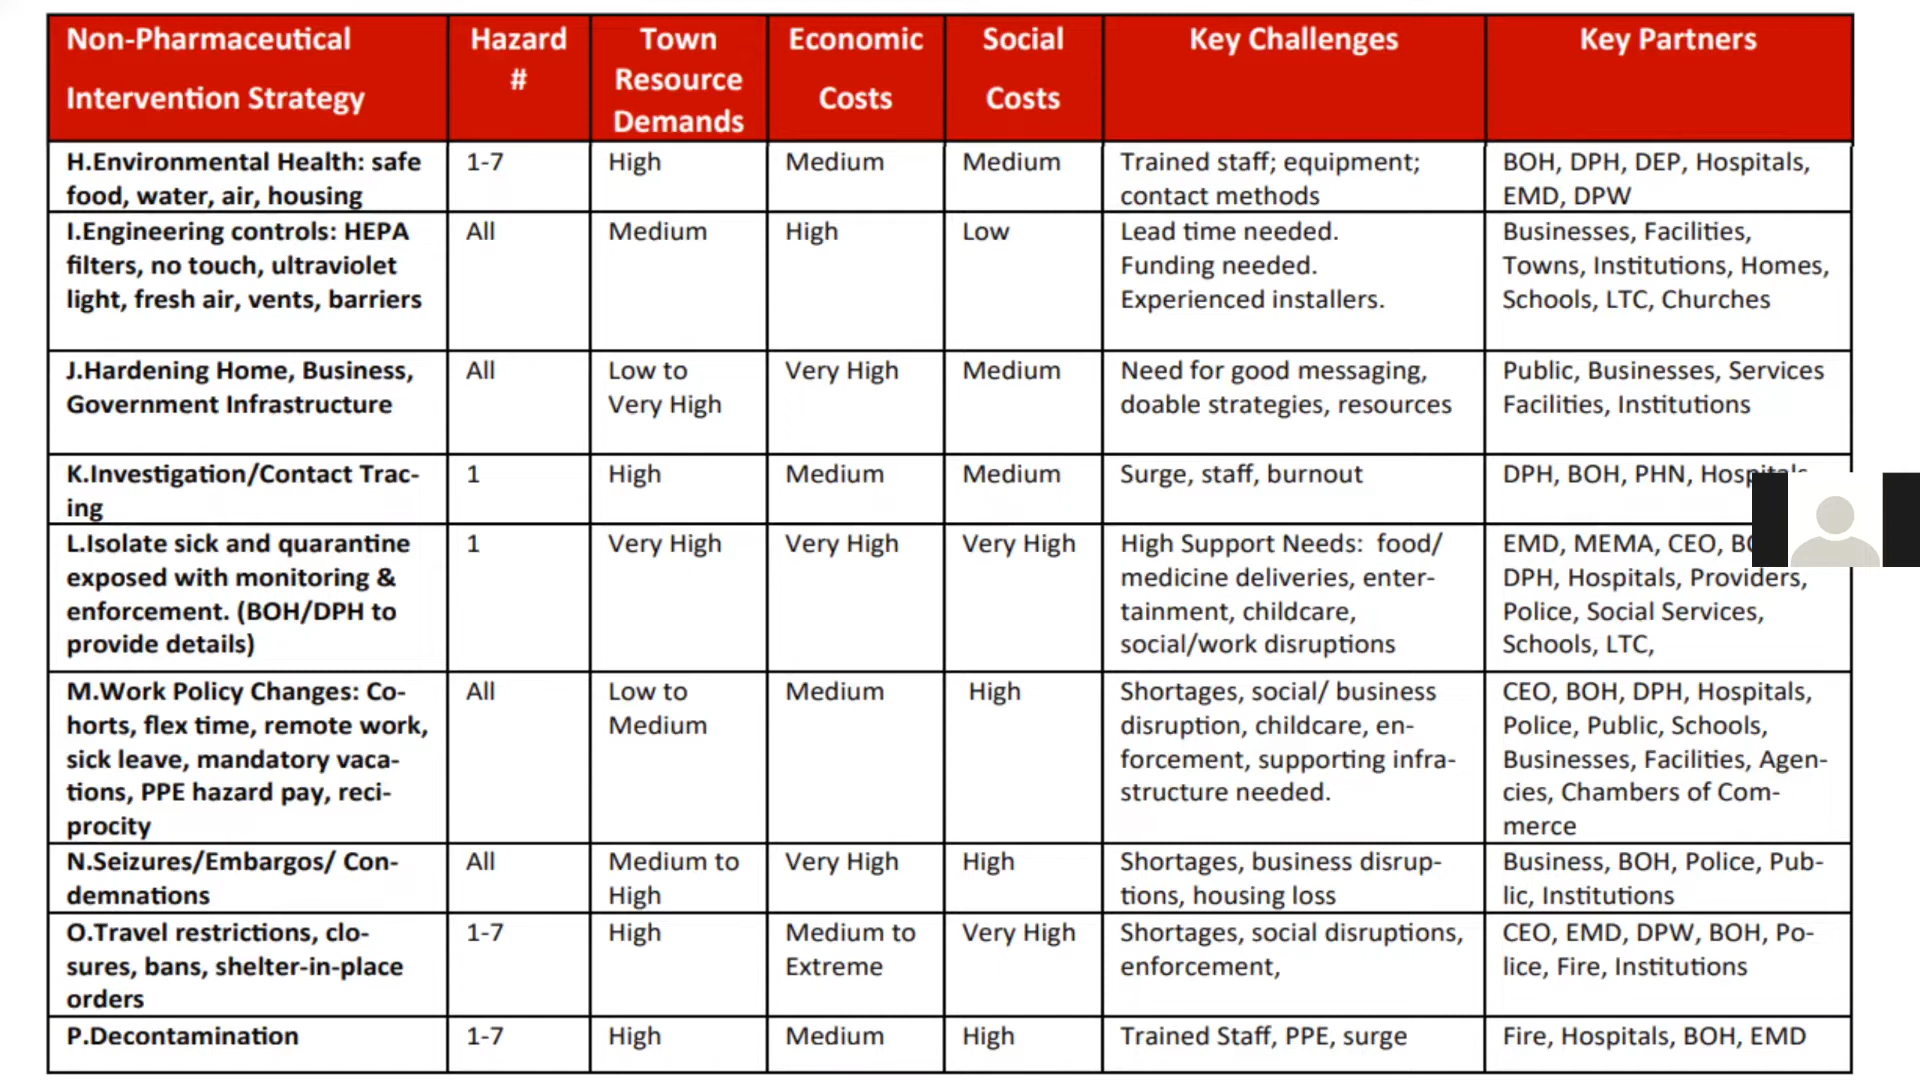 Non-Pharmaceutical
Intervention Strategy
Hazard
#
Town
Resource
Demands
Economic
Costs
Social
Costs
Key Challenges
Key Partners
H.Environmental Health: safe
food, water, air, housing
1-7
High
Medium
Medium
Trained staff; equipment;
contact methods
BOH, DPH, DEP, Hospitals,
EMD, DPW
I.Engineering controls: HEPA
filters, no touch, ultraviolet
light, fresh air, vents, barriers
All
Medium
High
Low
Lead time needed.
Funding needed.
Experienced installers.
Businesses, Facilities,
Towns, Institutions, Homes,
Schools, LTC, Churches
J.Hardening Home, Business,
Government Infrastructure
All
Low to
Very High
Very High
Medium
Need for good messaging,
doable strategies, resources
Public, Businesses, Services
Facilities, Institutions
K.Investigation/Contact Trac-
ing
1
High
Medium
Medium
Surge, staff, burnout
DPH, BOH, PHN, Hospitals
L.Isolate sick and quarantine
exposed with monitoring &
enforcement. (BOH/DPH to
provide details)
1
Very High
Very High
Very High
High Support Needs: food/
medicine deliveries, enter-
tainment, childcare,
social/work disruptions
EMD, MEMA, CEO,
DPH, Hospitals, Providers,
Police, Social Services,
Schools, LTC,
M.Work Policy Changes: Co-
horts, flex time, remote work,
sick leave, mandatory vaca-
tions, PPE hazard pay, reci-
procity
All
Low to
Medium
Medium
High
Shortages, social/ business
disruption, childcare, en-
forcement, supporting infra-
structure needed.
CEO, BOH, DPH, Hospitals,
Police, Public, Schools,
Businesses, Facilities, Agen-
cies, Chambers of Com-
merce
N.Seizures/Embargos/ Con-
demnations
All
Medium to
High
Very High
High
Shortages, business disrup-
tions, housing loss
Business, BOH, Police, Pub-
lic, Institutions
O.Travel restrictions, clo-
sures, bans, shelter-in-place
orders
1-7
High
Medium to
Extreme
Very High
Shortages, social disruptions,
enforcement,
CEO, EMD, DPW, BOH, Po-
lice, Fire, Institutions
P.Decontamination
1-7
High
Medium
High
Trained Staff, PPE, surge
Fire, Hospitals, BOH, EMD